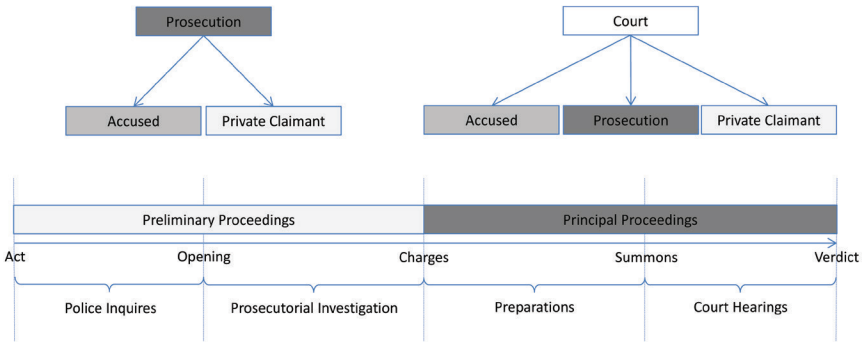 Prosecution
Court
Accused
Private Claimant
Accused
Prosecution
Private Claimant
Preliminary Proceedings
Principal Proceedings
Act
Opening
Charges
Summons
Verdict
Police Inquires
Prosecutorial Investigation
Preparations
Court Hearings